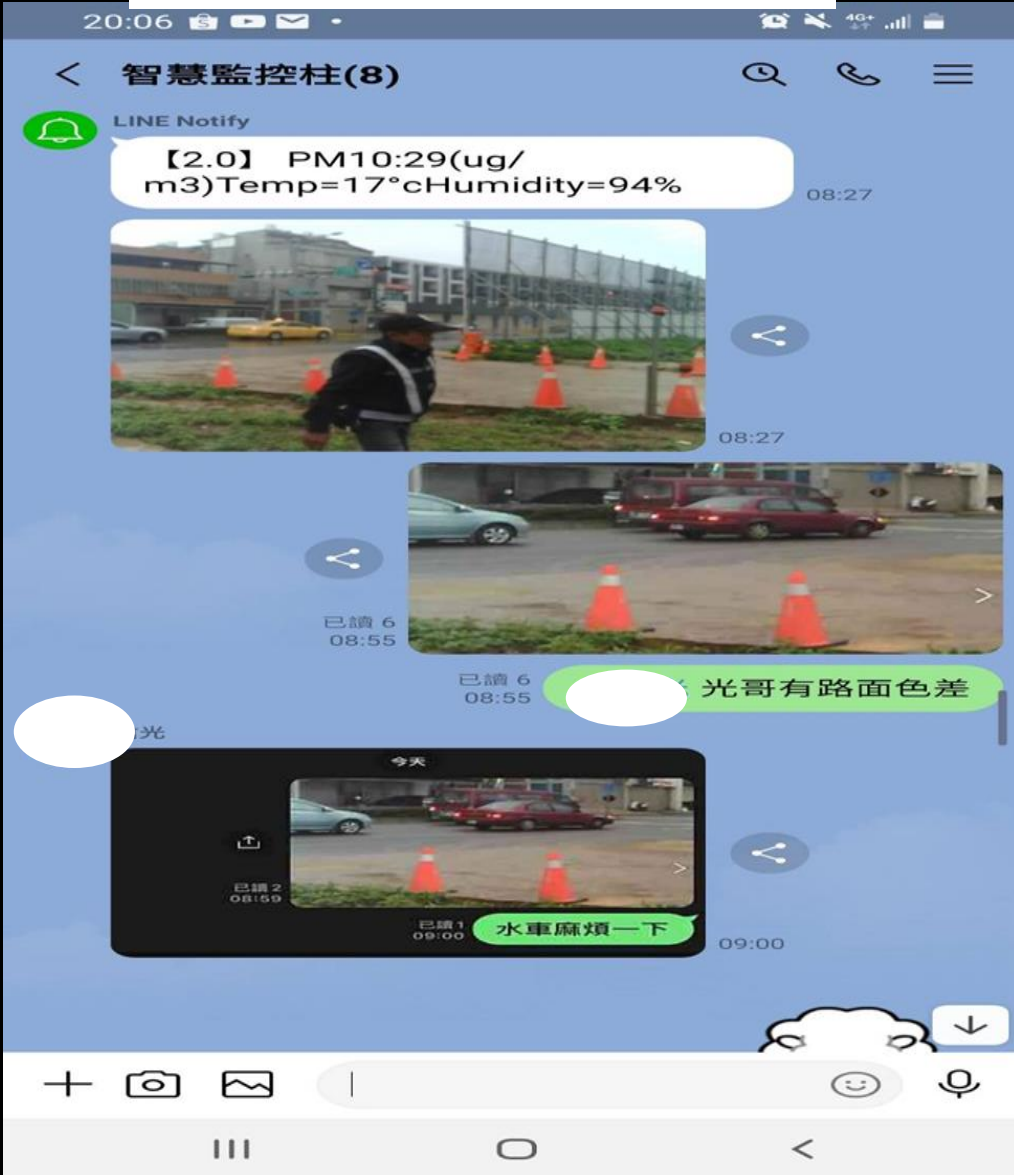 20:06
4G+
智慧監控柱(8)
LINE Notify
【2.0】 PM10:29(ug/
m3)Temp=17°cHumidity=94%
08:27
08:27
已讀 6
08:55
已讀 6
08:55
光哥有路面色差
光
今天
已讀 2
08:59
已讀 1
09:00
水車麻煩一下
09:00